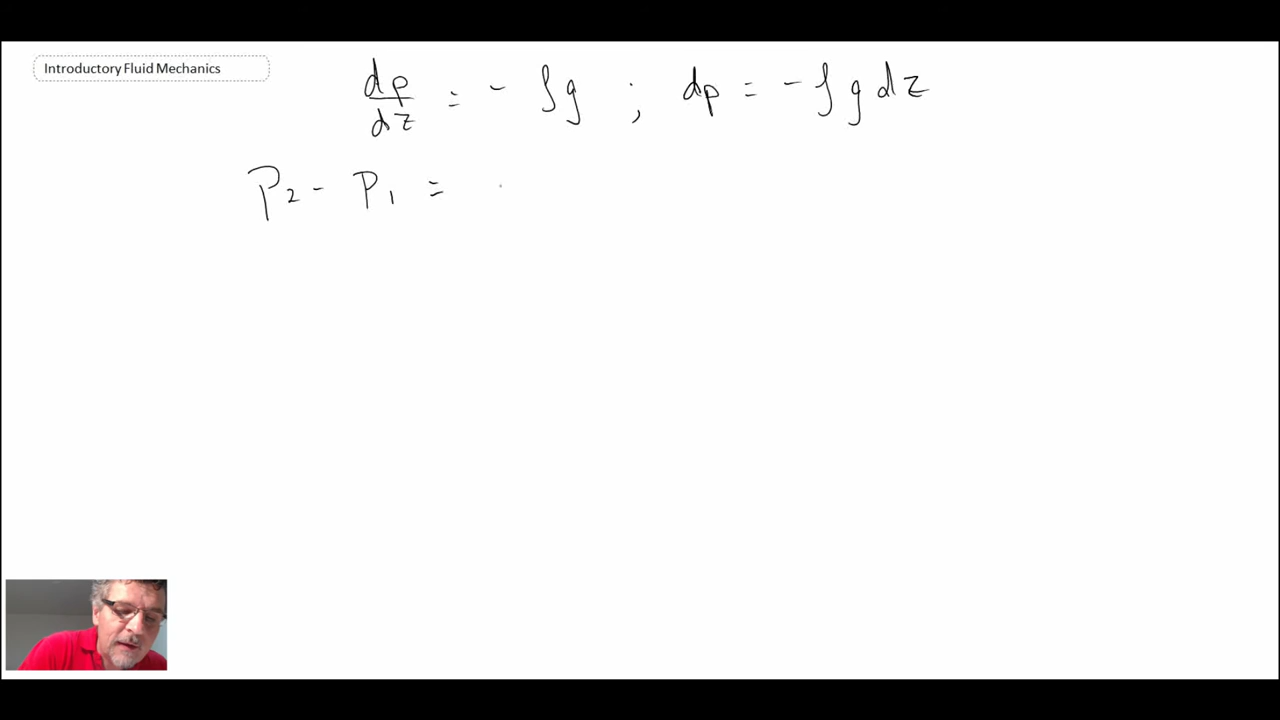 Introductory Fluid Mechanics
dp/dz = - ρg ; dp = - ρg dz
P₂ - P₁ =